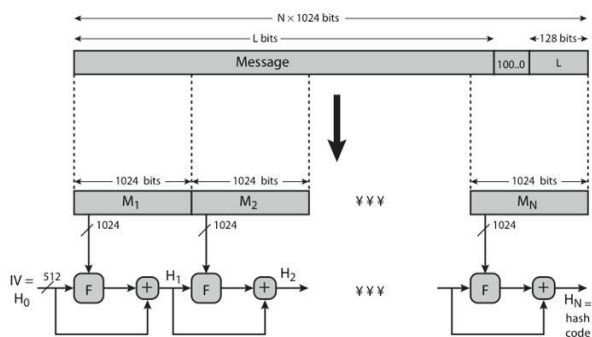 N × 1024 bits
L bits
128 bits
Message
100..0
L
1024 bits
1024 bits
1024 bits
M1
M2
¥ ¥ ¥
MN
1024
1024
1024
IV =
H0
512
F
+
H1
F
+
H2
¥ ¥ ¥
F
+
HN =
hash
code